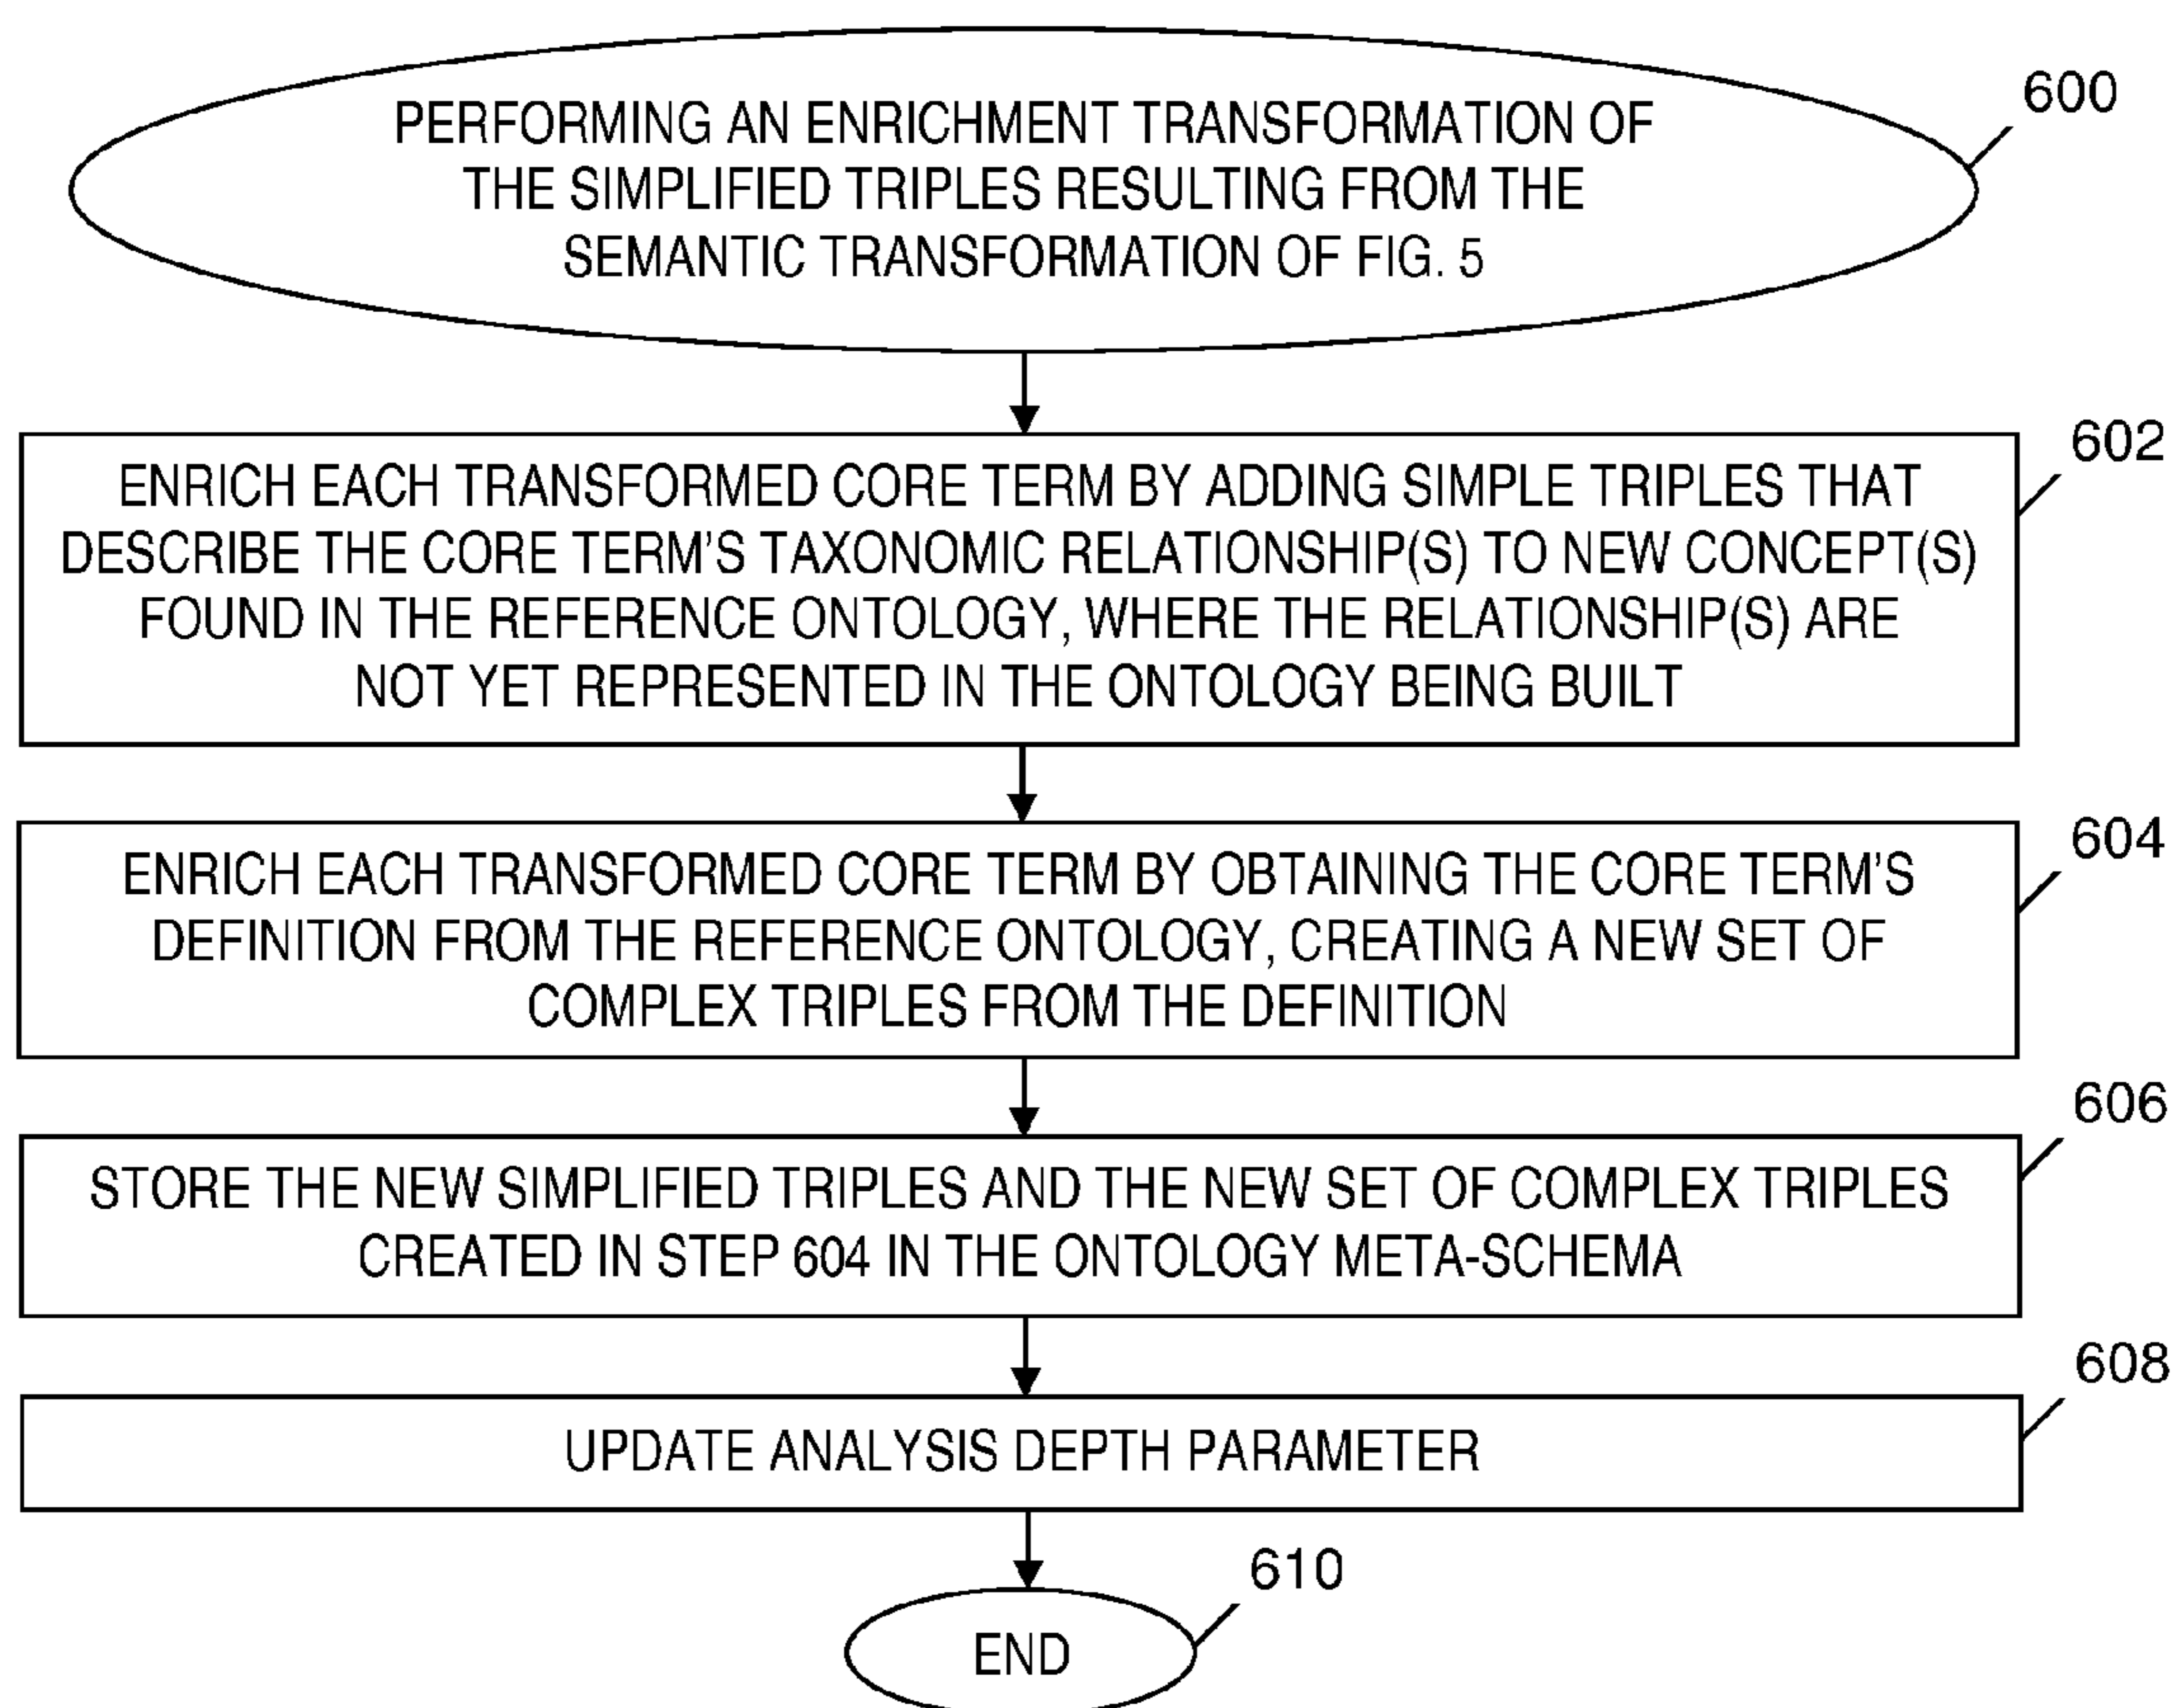 600
PERFORMING AN ENRICHMENT TRANSFORMATION OF
THE SIMPLIFIED TRIPLES RESULTING FROM THE
SEMANTIC TRANSFORMATION OF FIG. 5
602
ENRICH EACH TRANSFORMED CORE TERM BY ADDING SIMPLE TRIPLES THAT
DESCRIBE THE CORE TERM'S TAXONOMIC RELATIONSHIP(S) TO NEW CONCEPT(S)
FOUND IN THE REFERENCE ONTOLOGY, WHERE THE RELATIONSHIP(S) ARE
NOT YET REPRESENTED IN THE ONTOLOGY BEING BUILT
604
ENRICH EACH TRANSFORMED CORE TERM BY OBTAINING THE CORE TERM'S
DEFINITION FROM THE REFERENCE ONTOLOGY, CREATING A NEW SET OF
COMPLEX TRIPLES FROM THE DEFINITION
606
STORE THE NEW SIMPLIFIED TRIPLES AND THE NEW SET OF COMPLEX TRIPLES
CREATED IN STEP 604 IN THE ONTOLOGY META-SCHEMA
608
UPDATE ANALYSIS DEPTH PARAMETER
610
END